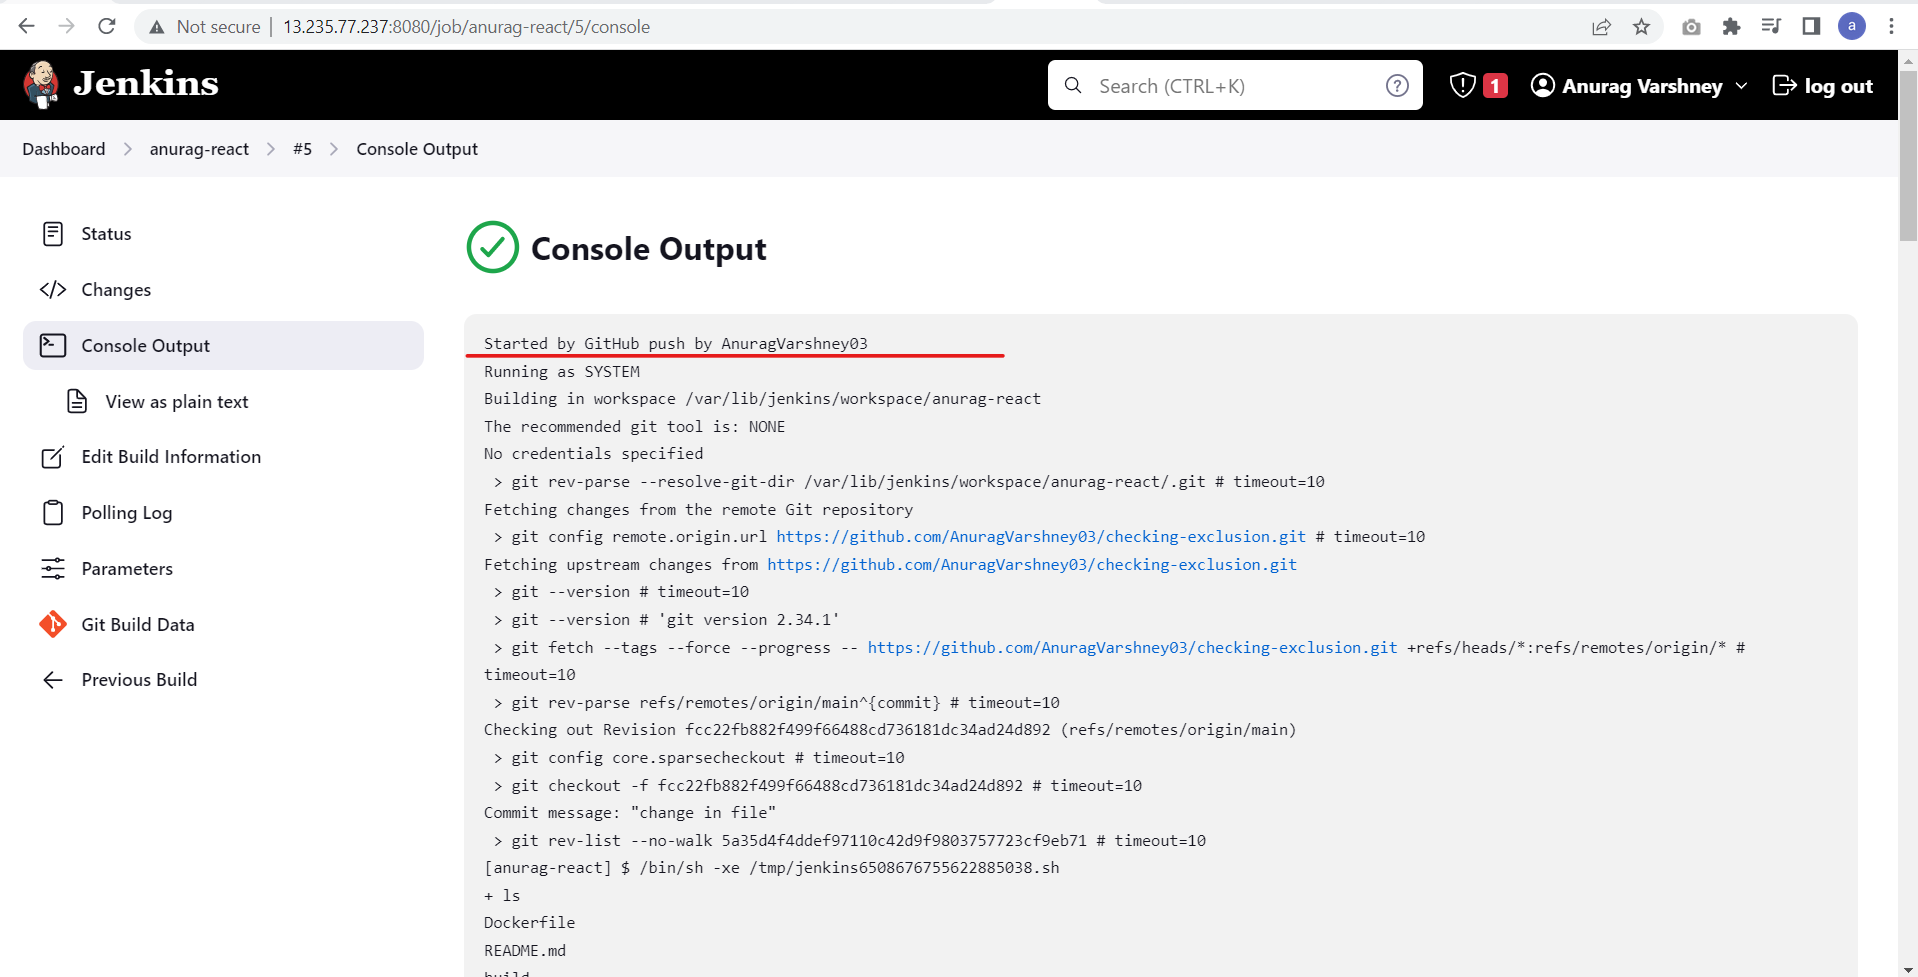 Not secure | 13.235.77.237:8080/job/anurag-react/5/console
a
Jenkins
Search (CTRL+K)
?
1
Anurag Varshney
log out
Dashboard > anurag-react > #5 > Console Output
Status
Changes
Console Output
View as plain text
Edit Build Information
Polling Log
Parameters
Git Build Data
Previous Build
Console Output
Started by GitHub push by AnuragVarshney03
Running as SYSTEM
Building in workspace /var/lib/jenkins/workspace/anurag-react
The recommended git tool is: NONE
No credentials specified
 > git rev-parse --resolve-git-dir /var/lib/jenkins/workspace/anurag-react/.git # timeout=10
Fetching changes from the remote Git repository
 > git config remote.origin.url https://github.com/AnuragVarshney03/checking-exclusion.git # timeout=10
Fetching upstream changes from https://github.com/AnuragVarshney03/checking-exclusion.git
 > git --version # timeout=10
 > git --version # 'git version 2.34.1'
 > git fetch --tags --force --progress -- https://github.com/AnuragVarshney03/checking-exclusion.git +refs/heads/*:refs/remotes/origin/* #
timeout=10
 > git rev-parse refs/remotes/origin/main^{commit} # timeout=10
Checking out Revision fcc22fb882f499f66488cd736181dc34ad24d892 (refs/remotes/origin/main)
 > git config core.sparsecheckout # timeout=10
 > git checkout -f fcc22fb882f499f66488cd736181dc34ad24d892 # timeout=10
Commit message: "change in file"
 > git rev-list --no-walk 5a35d4f4ddef97110c42d9f9803757723cf9eb71 # timeout=10
[anurag-react] $ /bin/sh -xe /tmp/jenkins6508676755622885038.sh
+ ls
Dockerfile
README.md
build